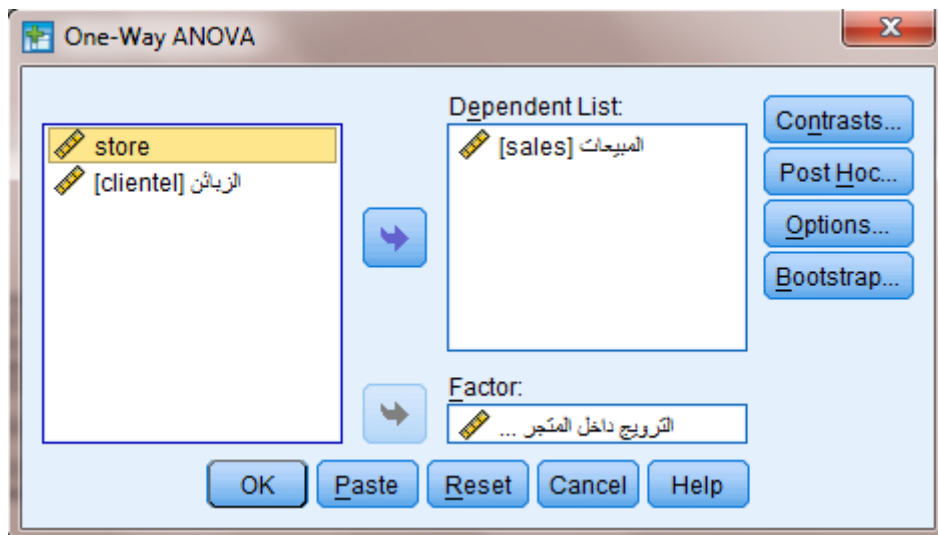 One-Way ANOVA
store
الزبائن [clientel]
Dependent List:
المبيعات [sales]
Factor:
الترويج داخل المتجر ...
Contrasts...
Post Hoc...
Options...
Bootstrap...
OK
Paste
Reset
Cancel
Help